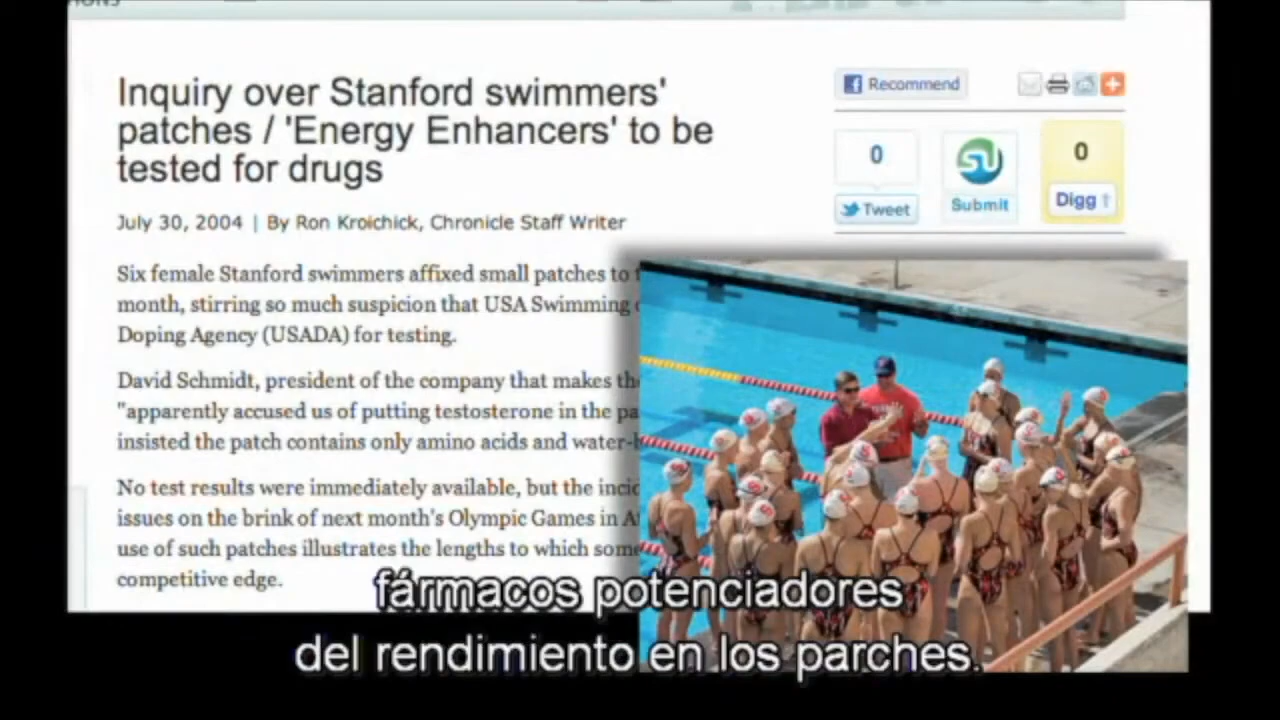 Inquiry over Stanford swimmers'
patches / 'Energy Enhancers' to be
tested for drugs
July 30, 2004 | By Ron Kroichick, Chronicle Staff Writer
Recommend
0
0
Tweet
Submit
Digg
Six female Stanford swimmers affixed small patches to
month, stirring so much suspicion that USA Swimming
Doping Agency (USADA) for testing.
David Schmidt, president of the company that makes
"apparently accused us of putting testosterone in the
insisted the patch contains only amino acids and
No test results were immediately available, but the
issues on the brink of next month's Olympic Games in
use of such patches illustrates the lengths to which
competitive edge.
fármacos potenciadores
del rendimiento en los parches.